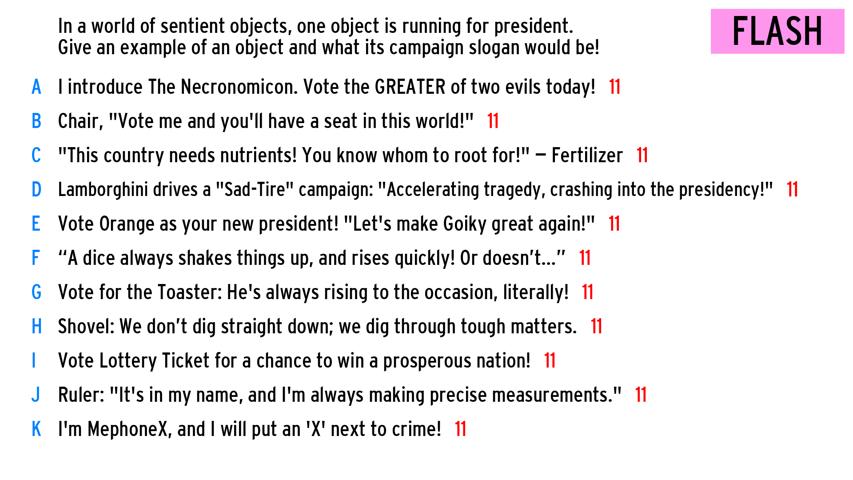 In a world of sentient objects, one object is running for president.
Give an example of an object and what its campaign slogan would be!
FLASH
A I introduce The Necronomicon. Vote the GREATER of two evils today! 11
B Chair, "Vote me and you'll have a seat in this world!" 11
C "This country needs nutrients! You know whom to root for!" – Fertilizer 11
D Lamborghini drives a "Sad-Tire" campaign: "Accelerating tragedy, crashing into the presidency!" 11
E Vote Orange as your new president! "Let's make Goiky great again!" 11
F “A dice always shakes things up, and rises quickly! Or doesn’t...” 11
G Vote for the Toaster: He's always rising to the occasion, literally! 11
H Shovel: We don’t dig straight down; we dig through tough matters. 11
I Vote Lottery Ticket for a chance to win a prosperous nation! 11
J Ruler: "It's in my name, and I'm always making precise measurements." 11
K I'm MephoneX, and I will put an 'X' next to crime! 11